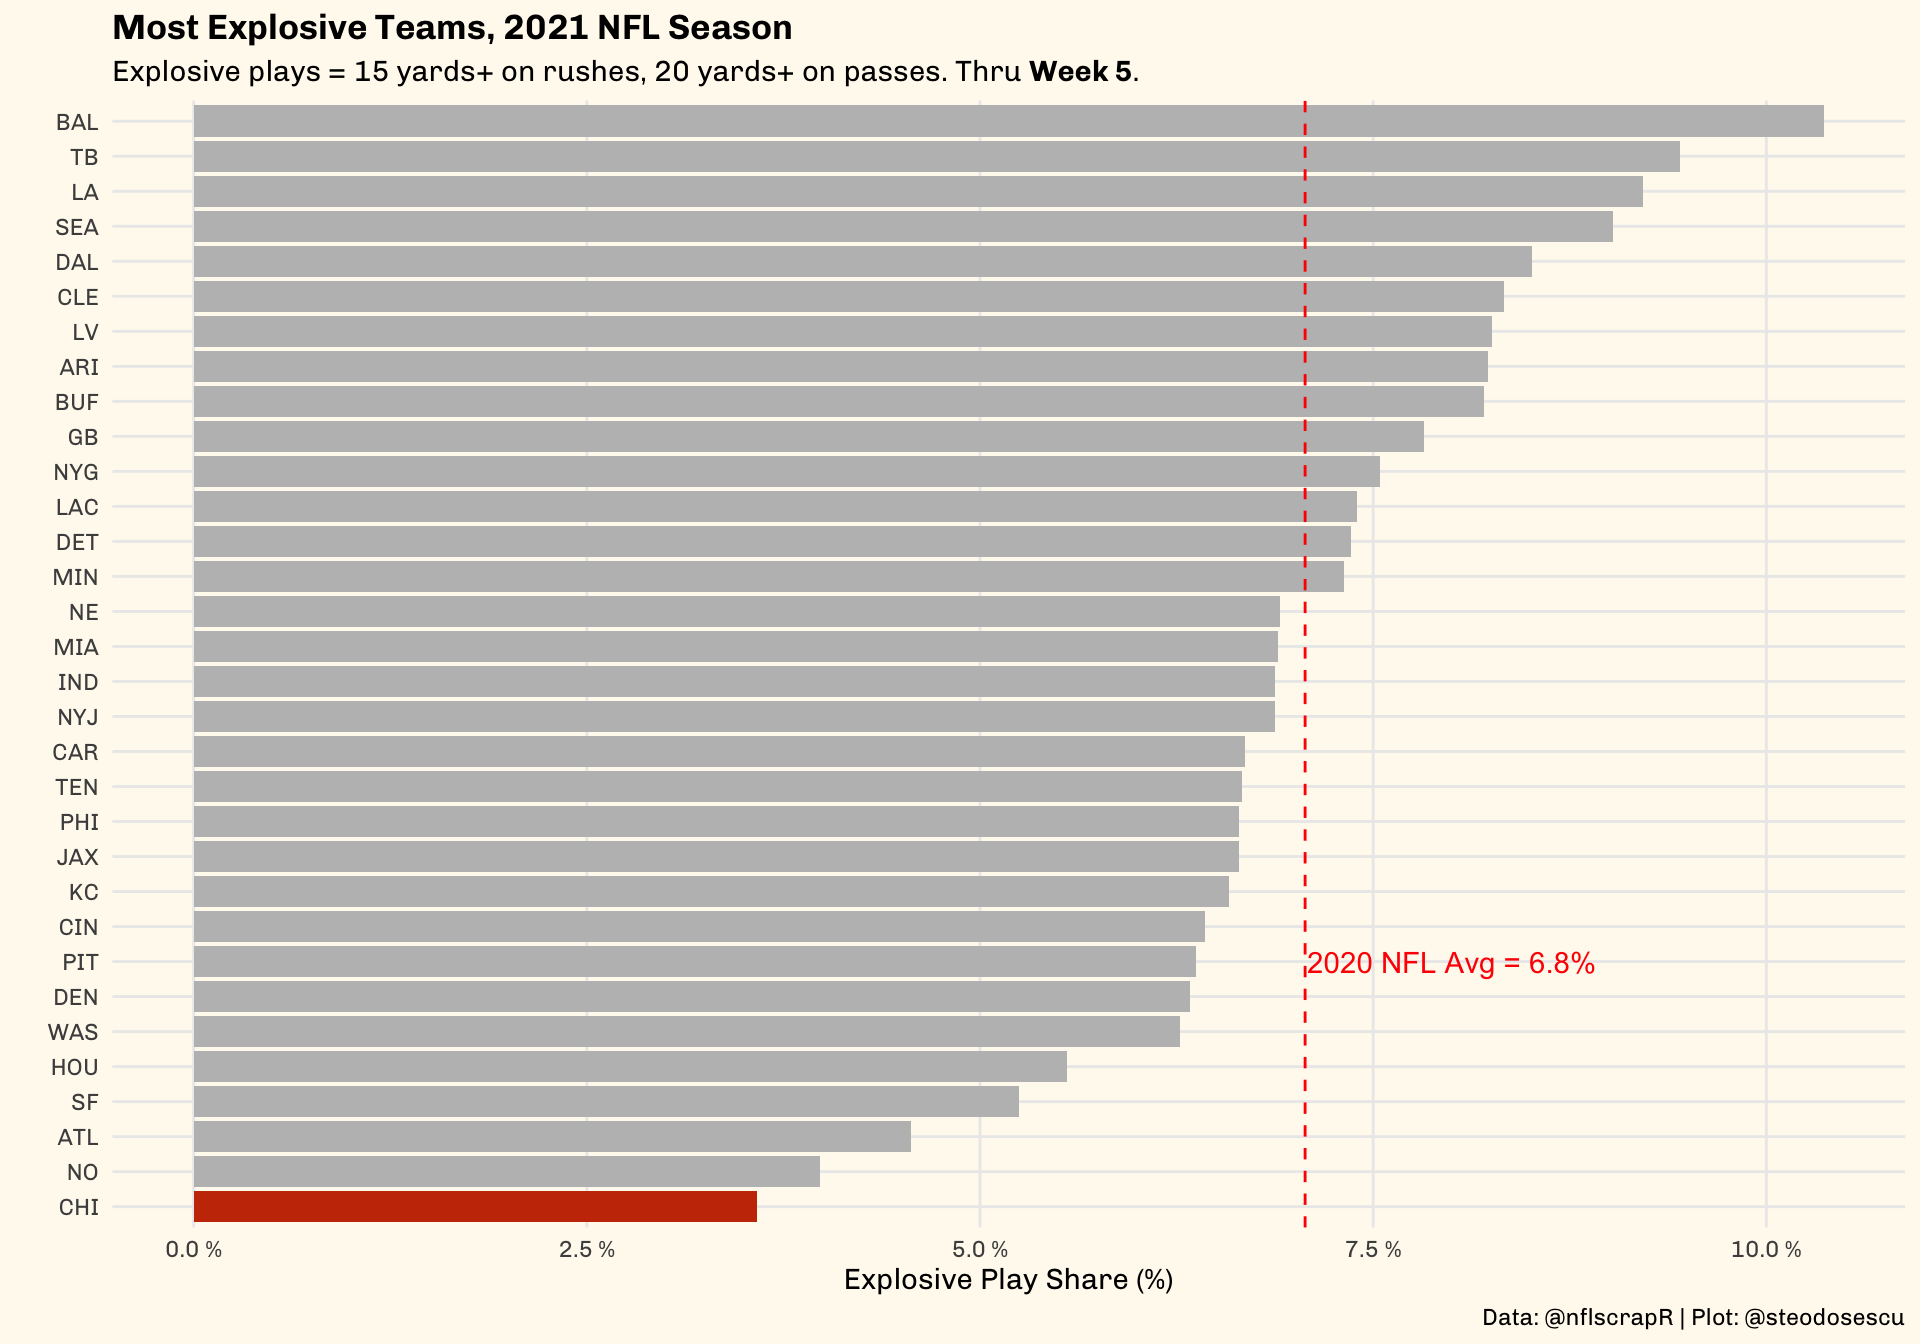 Most Explosive Teams, 2021 NFL Season
Explosive plays = 15 yards+ on rushes, 20 yards+ on passes. Thru Week 5.
BAL
TB
LA
SEA
DAL
CLE
LV
ARI
BUF
GB
NYG
LAC
DET
MIN
NE
MIA
IND
NYJ
CAR
TEN
PHI
JAX
KC
CIN
PIT
2020 NFL Avg = 6.8%
DEN
WAS
HOU
SF
ATL
NO
CHI
0.0 % 2.5 % 5.0 % 7.5 % 10.0 %
Explosive Play Share (%)
Data: @nflscrapR | Plot: @steodosescu